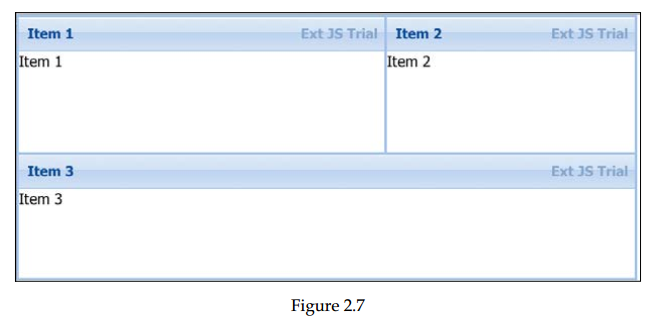 Item 1 Ext JS Trial Item 2 Ext JS Trial
Item 1 Item 2
Item 3 Ext JS Trial
Item 3
Figure 2.7